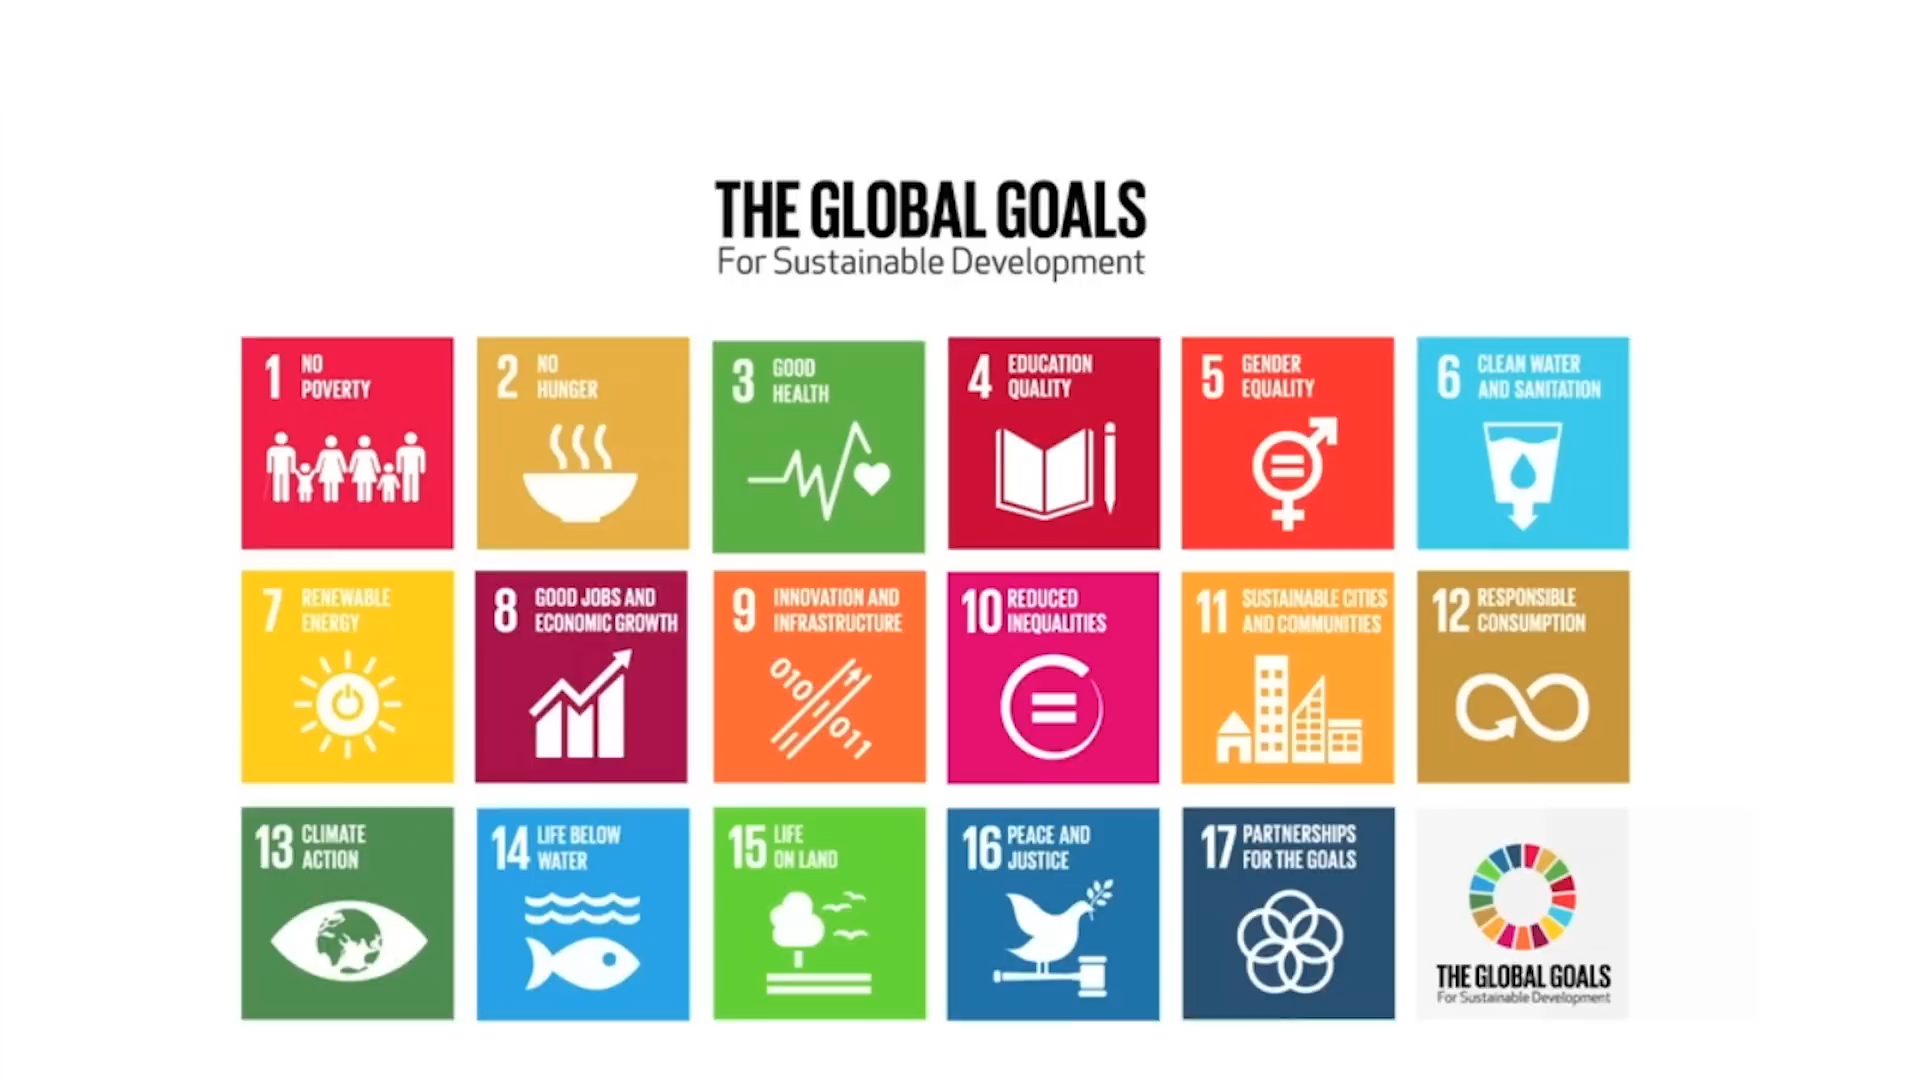 THE GLOBAL GOALS
For Sustainable Development
1 NO
POVERTY
2 NO
HUNGER
3 GOOD
HEALTH
4 EDUCATION
QUALITY
5 GENDER
EQUALITY
6 CLEAN WATER
AND SANITATION
7 RENEWABLE
ENERGY
8 GOOD JOBS AND
ECONOMIC GROWTH
9 INNOVATION AND
INFRASTRUCTURE
010
011
10 REDUCED
INEQUALITIES
11 SUSTAINABLE CITIES
AND COMMUNITIES
12 RESPONSIBLE
CONSUMPTION
13 CLIMATE
ACTION
14 LIFE BELOW
WATER
15 LIFE
ON LAND
16 PEACE AND
JUSTICE
17 PARTNERSHIPS
FOR THE GOALS
THE GLOBAL GOALS
For Sustainable Development